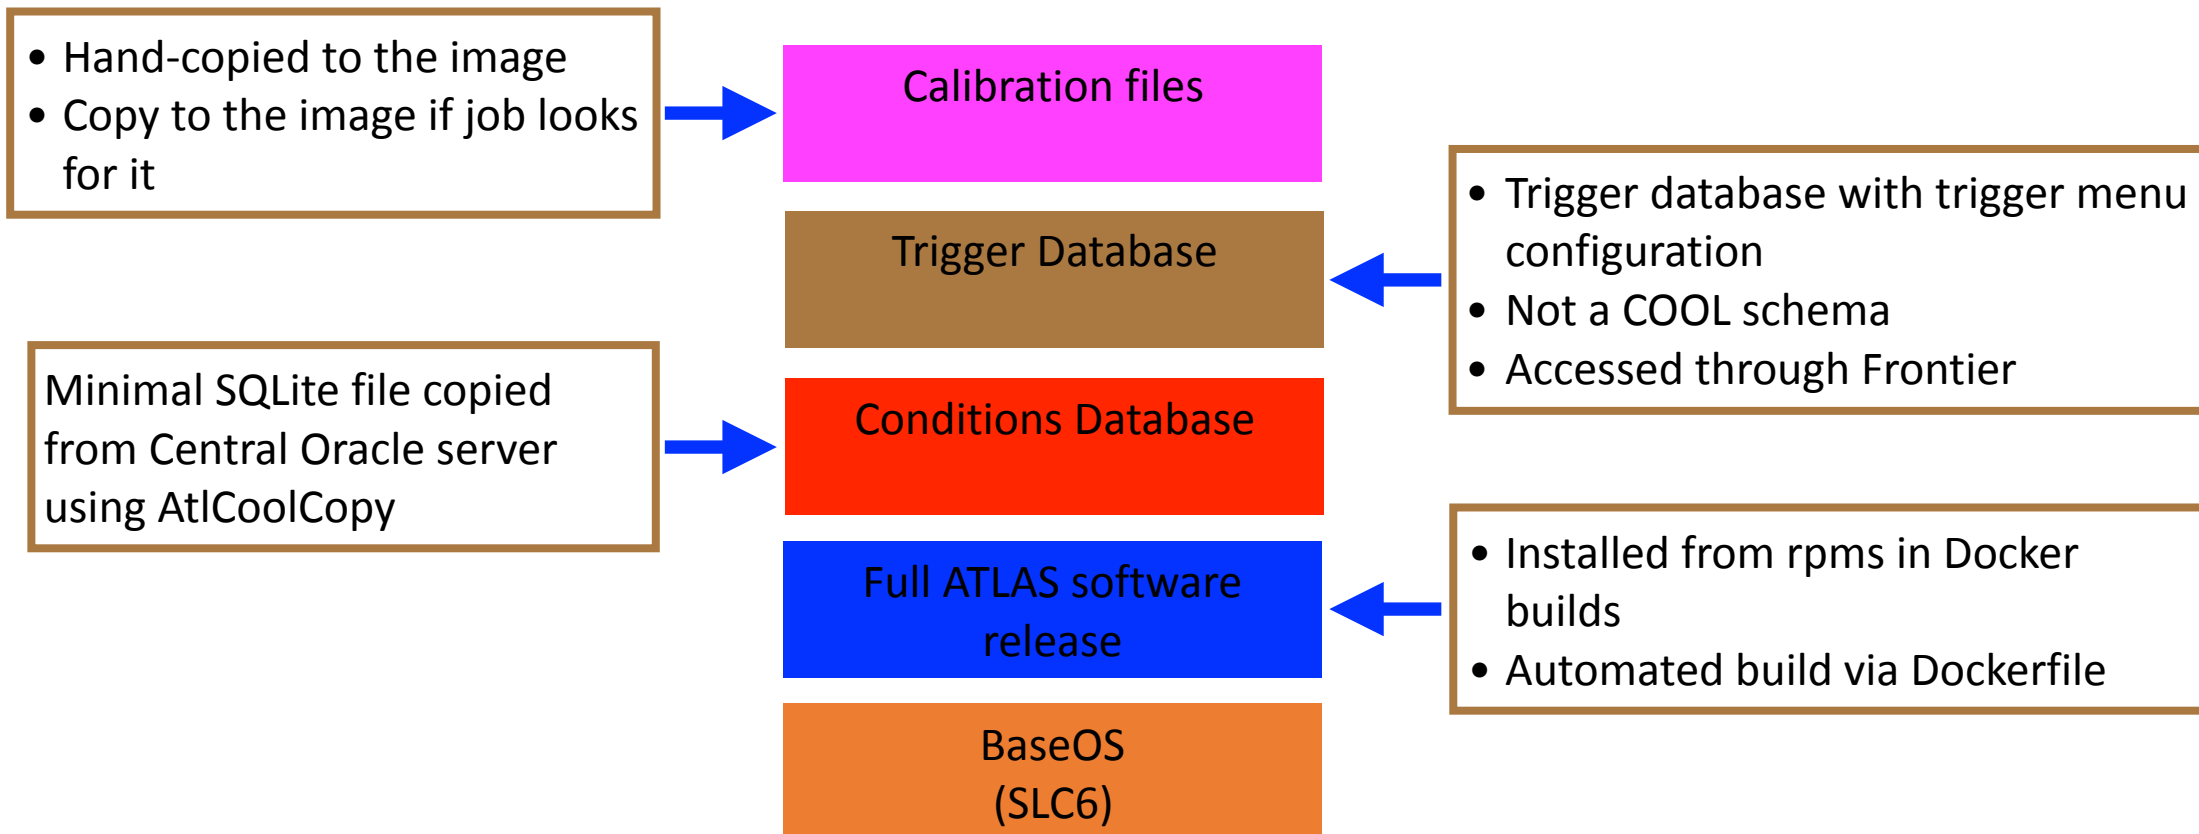 • Hand-copied to the image
• Copy to the image if job looks
for it
Calibration files
Trigger Database
• Trigger database with trigger menu
configuration
• Not a COOL schema
• Accessed through Frontier
Minimal SQLite file copied
from Central Oracle server
using AtlCoolCopy
Conditions Database
Full ATLAS software
release
• Installed from rpms in Docker
builds
• Automated build via Dockerfile
BaseOS
(SLC6)